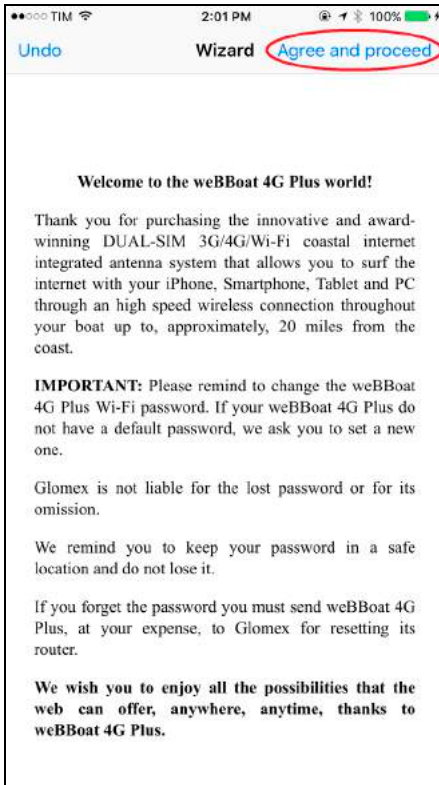 TIM 2:01 PM 100%
Undo Wizard Agree and proceed
Welcome to the weBBoat 4G Plus world!
Thank you for purchasing the innovative and award-
winning DUAL-SIM 3G/4G/Wi-Fi coastal internet
integrated antenna system that allows you to surf the
internet with your iPhone, Smartphone, Tablet and PC
through an high speed wireless connection throughout
your boat up to, approximately, 20 miles from the
coast.
IMPORTANT: Please remind to change the weBBoat
4G Plus Wi-Fi password. If your weBBoat 4G Plus do
not have a default password, we ask you to set a new
one.
Glomex is not liable for the lost password or for its
omission.
We remind you to keep your password in a safe
location and do not lose it.
If you forget the password you must send weBBoat 4G
Plus, at your expense, to Glomex for resetting its
router.
We wish you to enjoy all the possibilities that the
web can offer, anywhere, anytime, thanks to
weBBoat 4G Plus.